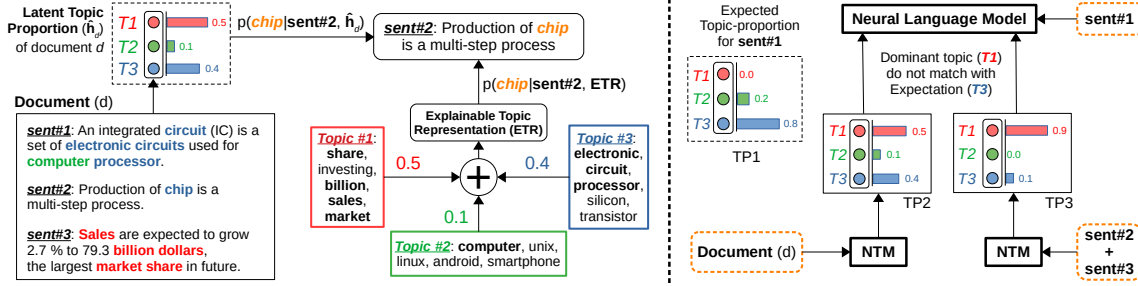 Latent Topic
Proportion (ĥd)
of document d
T1 0.5
T2 0.1
T3 0.4
p(chip|sent#2, ĥd)
sent#2: Production of chip
is a multi-step process
p(chip|sent#2, ETR)
Explainable Topic
Representation (ETR)
Document (d)
sent#1: An integrated circuit (IC) is a
set of electronic circuits used for
computer processor.
sent#2: Production of chip is a
multi-step process.
sent#3: Sales are expected to grow
2.7 % to 79.3 billion dollars,
the largest market share in future.
Topic #1:
share,
investing,
billion,
sales,
market
0.5
+
0.4
0.1
Topic #3:
electronic,
circuit,
processor,
silicon,
transistor
Topic #2: computer, unix,
linux, android, smartphone
Expected
Topic-proportion
for sent#1
T1 0.0
T2 0.2
T3 0.8
TP1
Neural Language Model
sent#1
Dominant topic (T1)
do not match with
Expectation (T3)
T1 0.5
T2 0.1
T3 0.4
TP2
T1 0.9
T2 0.0
T3 0.1
TP3
Document (d)
NTM
NTM
sent#2
+
sent#3